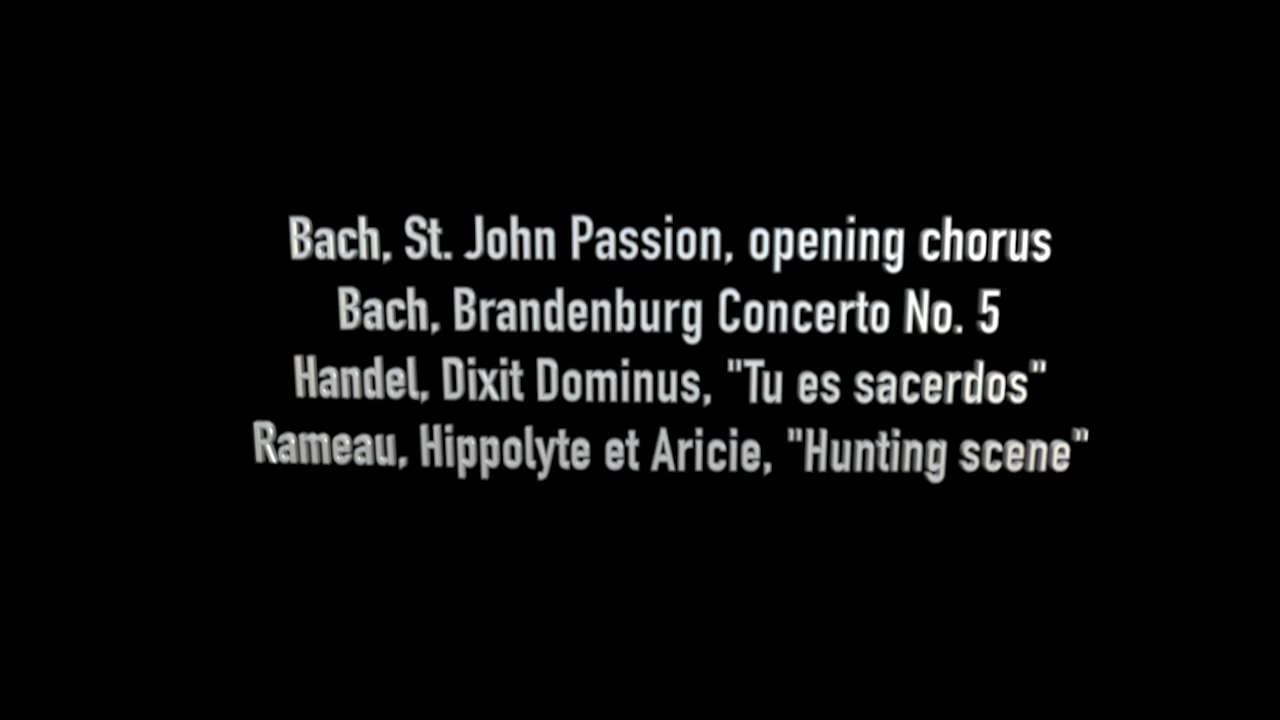 Bach, St. John Passion, opening chorus
Bach, Brandenburg Concerto No. 5
Handel, Dixit Dominus, "Tu es sacerdos"
Rameau, Hippolyte et Aricie, "Hunting scene"